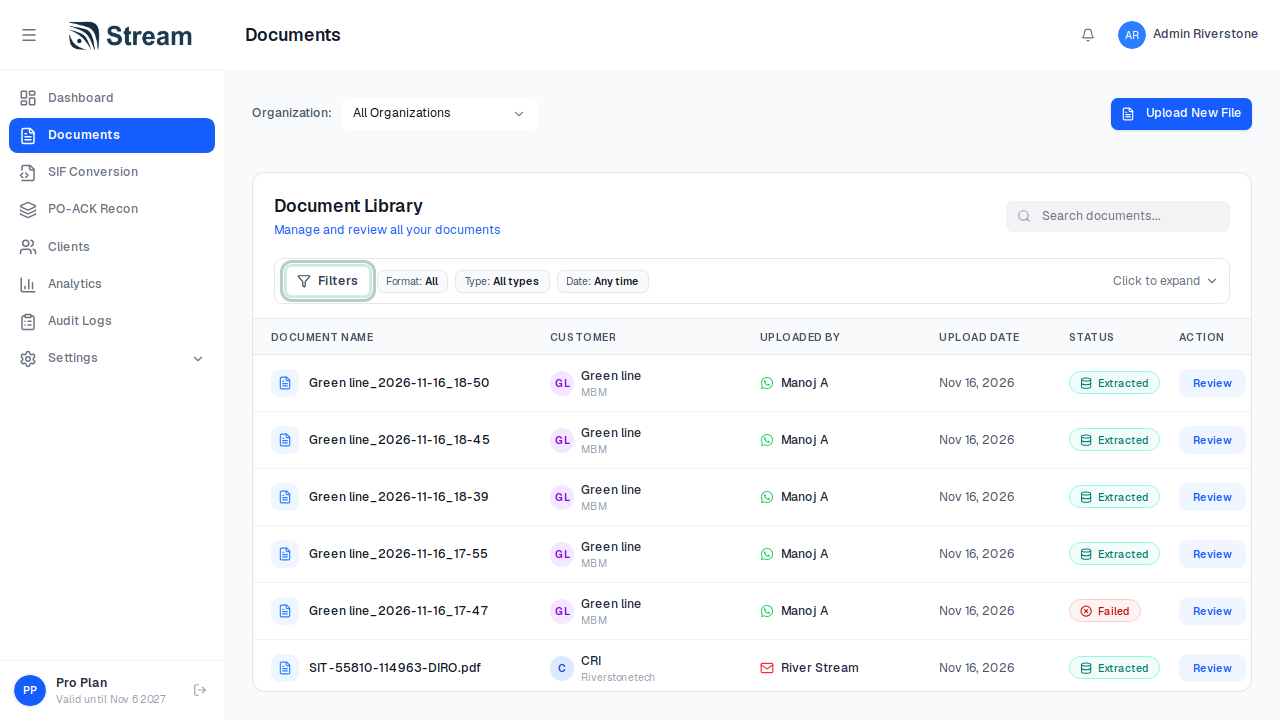 Stream
Documents
AR
Admin Riverstone
Dashboard
Documents
SIF Conversion
PO-ACK Recon
Clients
Analytics
Audit Logs
Settings
PP
Pro Plan
Valid until Nov 6 2027
Organization:
All Organizations
Upload New File
Document Library
Manage and review all your documents
Search documents...
Filters
Format: All
Type: All types
Date: Any time
Click to expand
DOCUMENT NAME CUSTOMER UPLOADED BY UPLOAD DATE STATUS ACTION
Green line_2026-11-16_18-50 GL Green line Manoj A Nov 16, 2026 Extracted Review
MBM
Green line_2026-11-16_18-45 GL Green line Manoj A Nov 16, 2026 Extracted Review
MBM
Green line_2026-11-16_18-39 GL Green line Manoj A Nov 16, 2026 Extracted Review
MBM
Green line_2026-11-16_17-55 GL Green line Manoj A Nov 16, 2026 Extracted Review
MBM
Green line_2026-11-16_17-47 GL Green line Manoj A Nov 16, 2026 Failed Review
MBM
SIT-55810-114963-DIRO.pdf C CRI River Stream Nov 16, 2026 Extracted Review
Riverstonetech